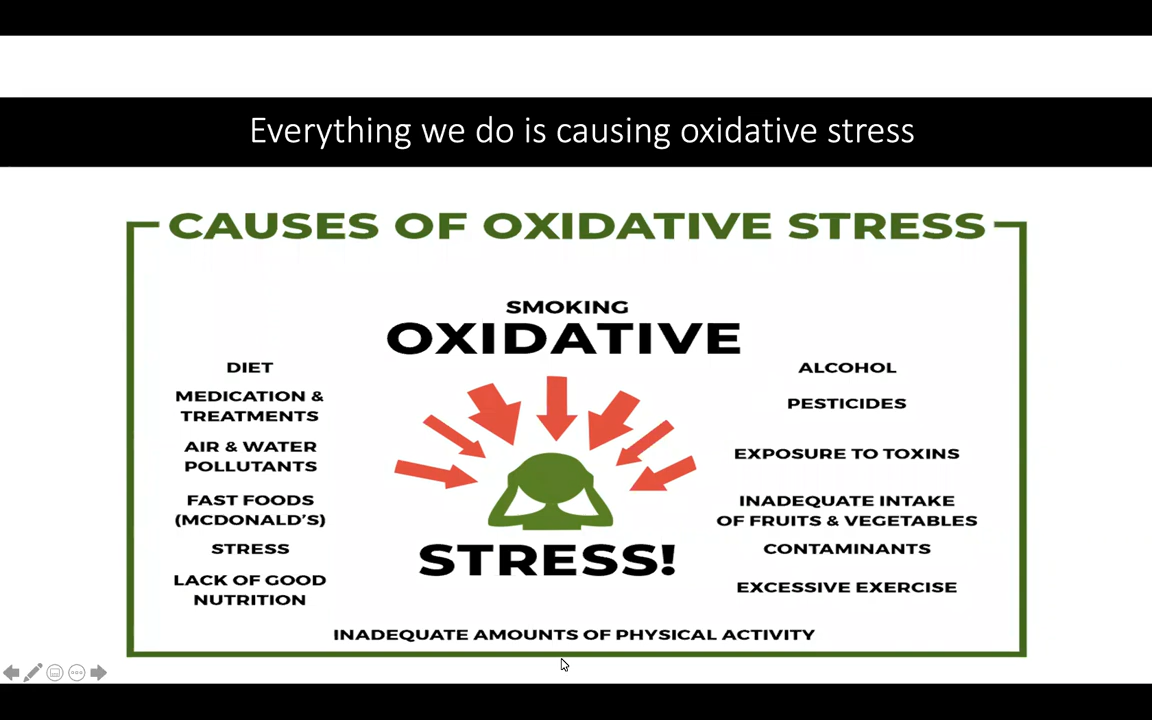 Everything we do is causing oxidative stress
CAUSES OF OXIDATIVE STRESS
SMOKING
OXIDATIVE
STRESS!
DIET
MEDICATION &
TREATMENTS
AIR & WATER
POLLUTANTS
FAST FOODS
(MCDONALD'S)
STRESS
LACK OF GOOD
NUTRITION
ALCOHOL
PESTICIDES
EXPOSURE TO TOXINS
INADEQUATE INTAKE
OF FRUITS & VEGETABLES
CONTAMINANTS
EXCESSIVE EXERCISE
INADEQUATE AMOUNTS OF PHYSICAL ACTIVITY